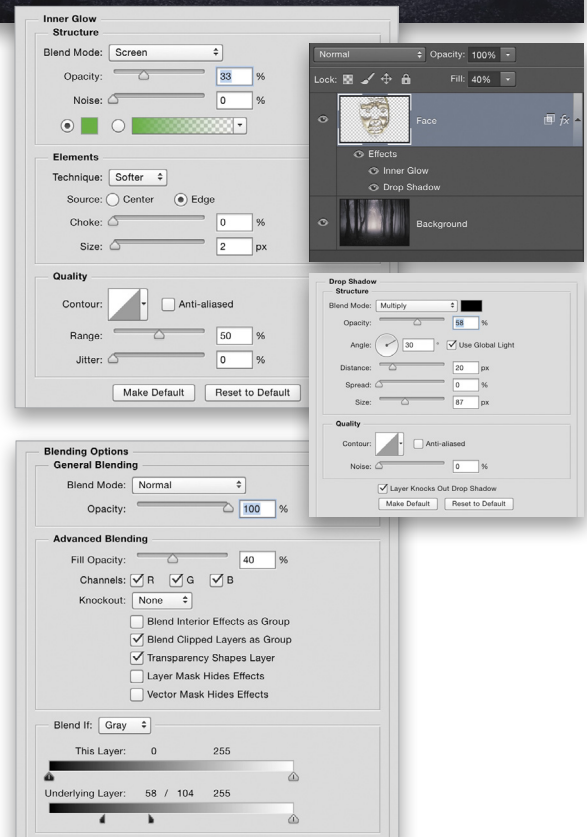 Inner Glow
Structure
Blend Mode: Screen
Opacity: 33 %
Noise: 0 %
Elements
Technique: Softer
Source: Center Edge
Choke: 0 %
Size: 2 px
Quality
Contour: Anti-aliased
Range: 50 %
Jitter: 0 %
Make Default Reset to Default
Normal Opacity: 100%
Lock: Fill: 40%
Face fx
Effects
Inner Glow
Drop Shadow
Background
Drop Shadow
Structure
Blend Mode: Multiply
Opacity: 58 %
Angle: 30 ° Use Global Light
Distance: 20 px
Spread: 0 %
Size: 87 px
Quality
Contour: Anti-aliased
Noise: 0 %
Layer Knocks Out Drop Shadow
Make Default Reset to Default
Blending Options
General Blending
Blend Mode: Normal
Opacity: 100 %
Advanced Blending
Fill Opacity: 40 %
Channels: R G B
Knockout: None
Blend Interior Effects as Group
Blend Clipped Layers as Group
Transparency Shapes Layer
Layer Mask Hides Effects
Vector Mask Hides Effects
Blend If: Gray
This Layer: 0 255
Underlying Layer: 58 / 104 255